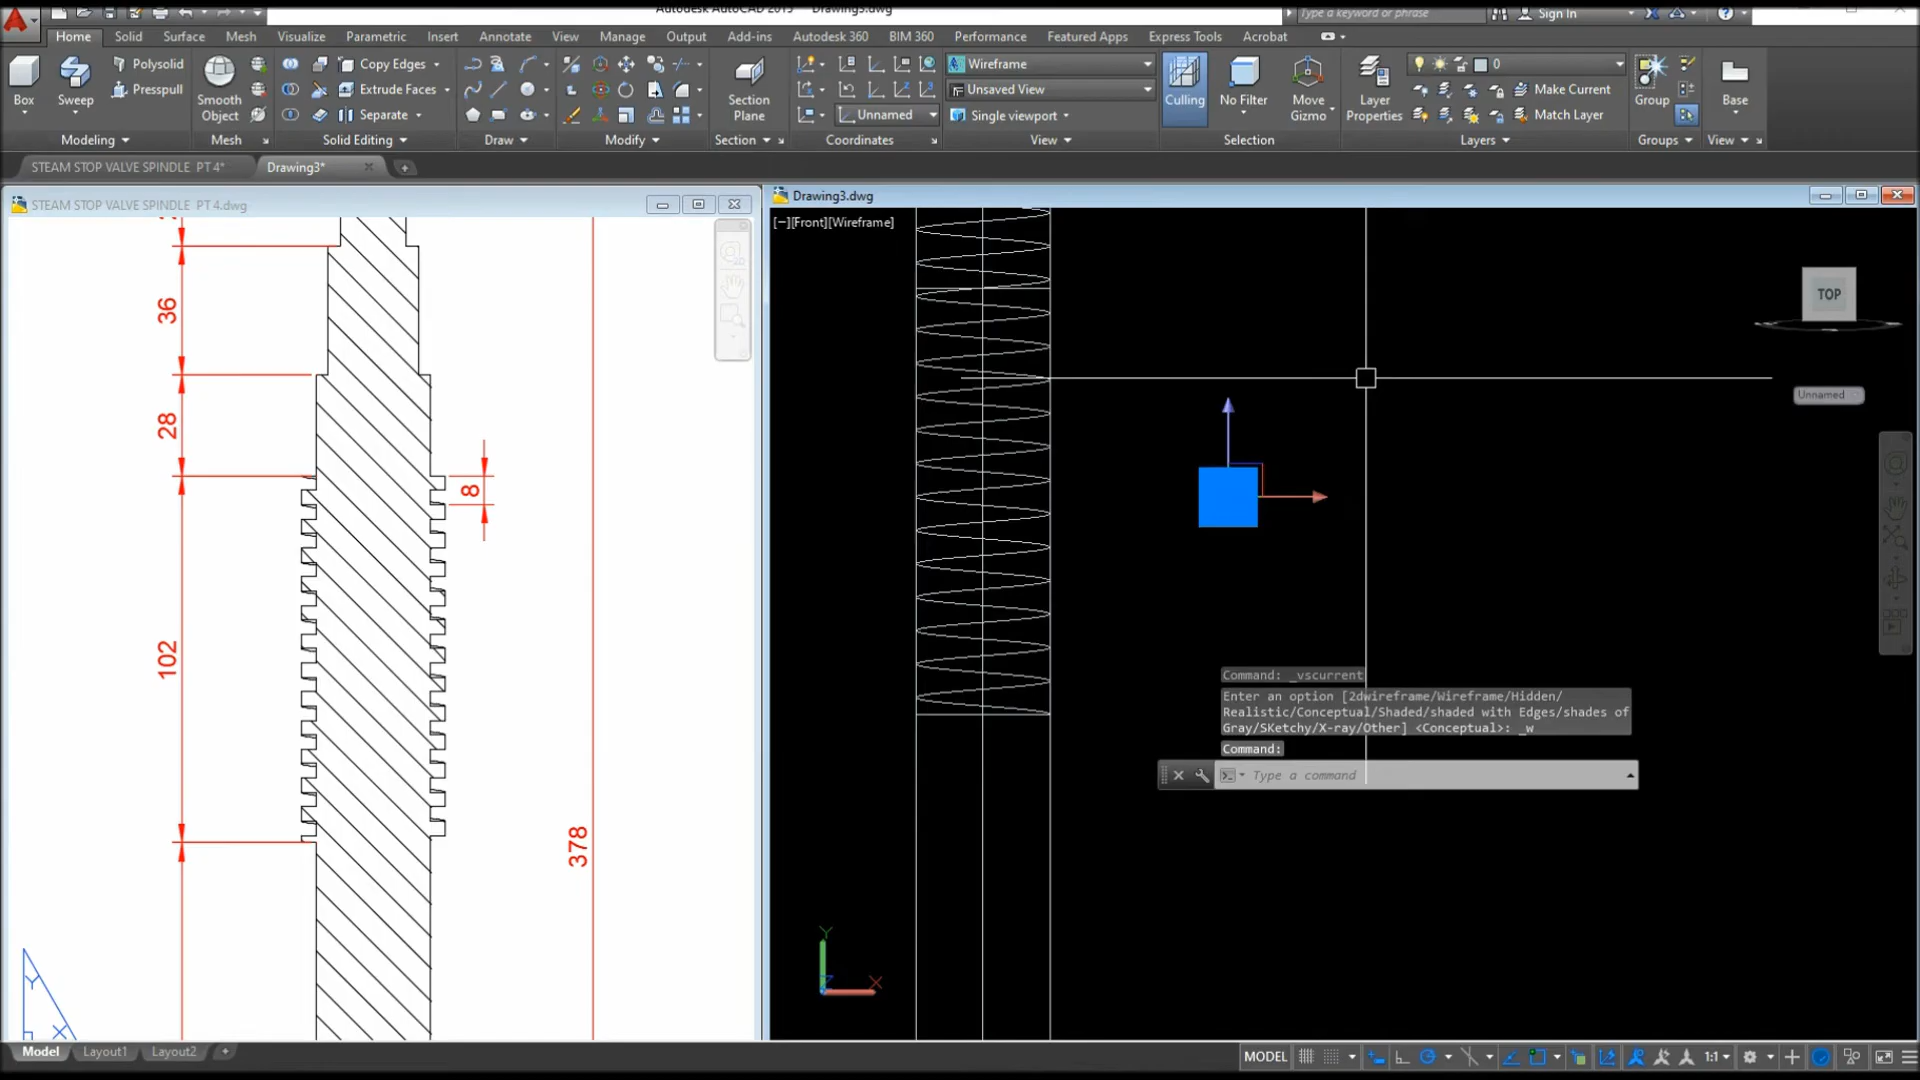 Autodesk AutoCAD 2015    Drawing3.dwg
Type a keyword or phrase
Sign In
Home
Solid
Surface
Mesh
Visualize
Parametric
Insert
Annotate
View
Manage
Output
Add-ins
Autodesk 360
BIM 360
Performance
Featured Apps
Express Tools
Acrobat
Box
Sweep
Polysolid
Presspull
Smooth
Object
Copy Edges
Extrude Faces
Separate
Section
Plane
Unnamed
Wireframe
Unsaved View
Single viewport
Culling
No Filter
Move
Gizmo
Layer
Properties
0
Make Current
Match Layer
Group
Base
Modeling
Mesh
Solid Editing
Draw
Modify
Section
Coordinates
View
Selection
Layers
Groups
View
STEAM STOP VALVE SPINDLE  PT 4*
Drawing3*
STEAM STOP VALVE SPINDLE  PT 4.dwg
36
28
8
102
378
Y
X
Drawing3.dwg
[−][Front][Wireframe]
TOP
Unnamed
Command: _vscurrent
Enter an option [2dwireframe/Wireframe/Hidden/
Realistic/Conceptual/Shaded/shaded with Edges/shades of
Gray/SKetchy/X-ray/Other] <Conceptual>: _w
Command:
Type a command
Y
Z
X
Model
Layout1
Layout2
MODEL
1:1